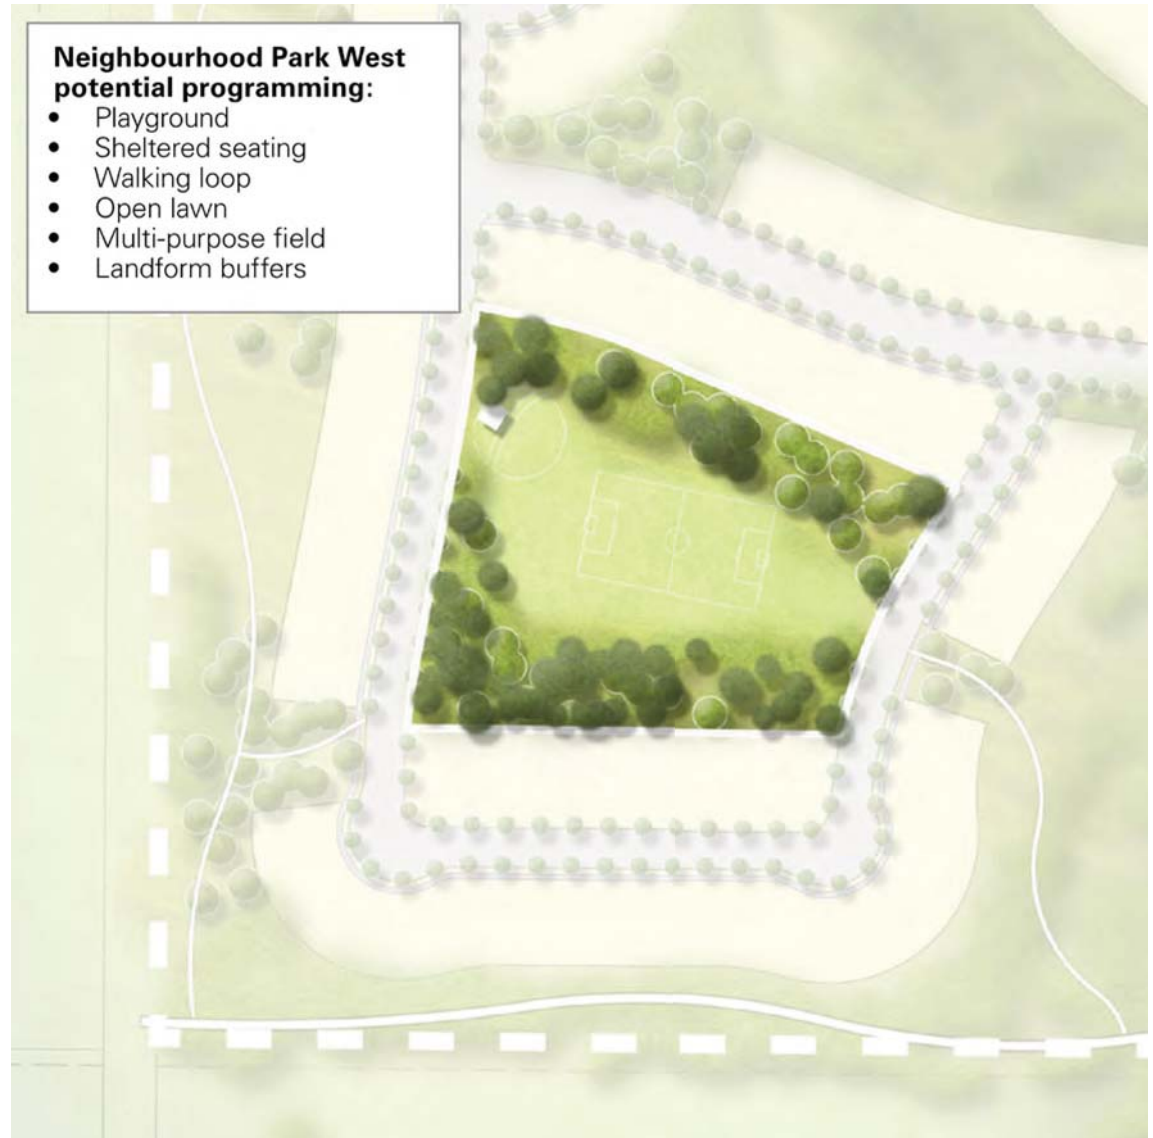 Neighbourhood Park West
potential programming:
• Playground
• Sheltered seating
• Walking loop
• Open lawn
• Multi-purpose field
• Landform buffers